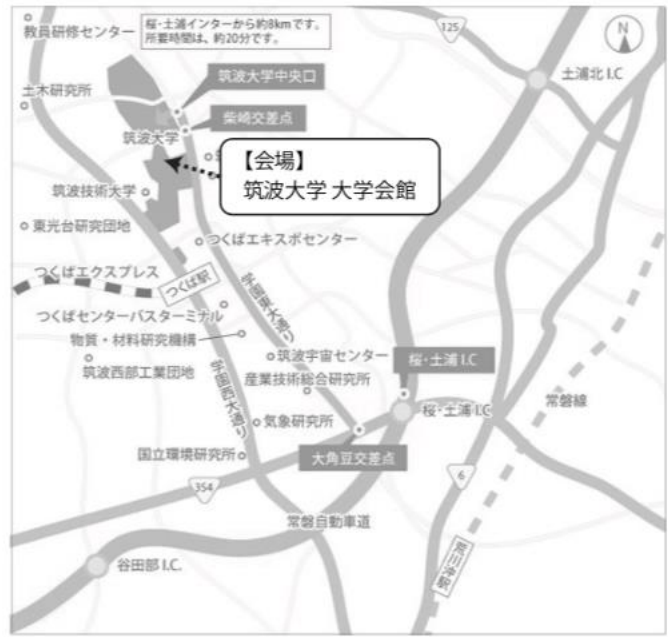 教員研修センター
桜・土浦インターから約8kmです。
所要時間は、約20分です。
125
N
土浦北 I.C
土木研究所
筑波大学中央口
柴崎交差点
筑波大学
【会場】
筑波大学 大学会館
筑波技術大学
東光台研究団地
つくばエキスポセンター
つくばエクスプレス
つくば駅
学園東大通り
つくばセンターバスターミナル
物質・材料研究機構
筑波西部工業団地
筑波宇宙センター
産業技術総合研究所
桜・土浦 I.C
学園西大通り
桜・土浦 I.C
常磐線
気象研究所
国立環境研究所
大角豆交差点
354
6
常磐自動車道
荒川沖駅
谷田部 I.C.